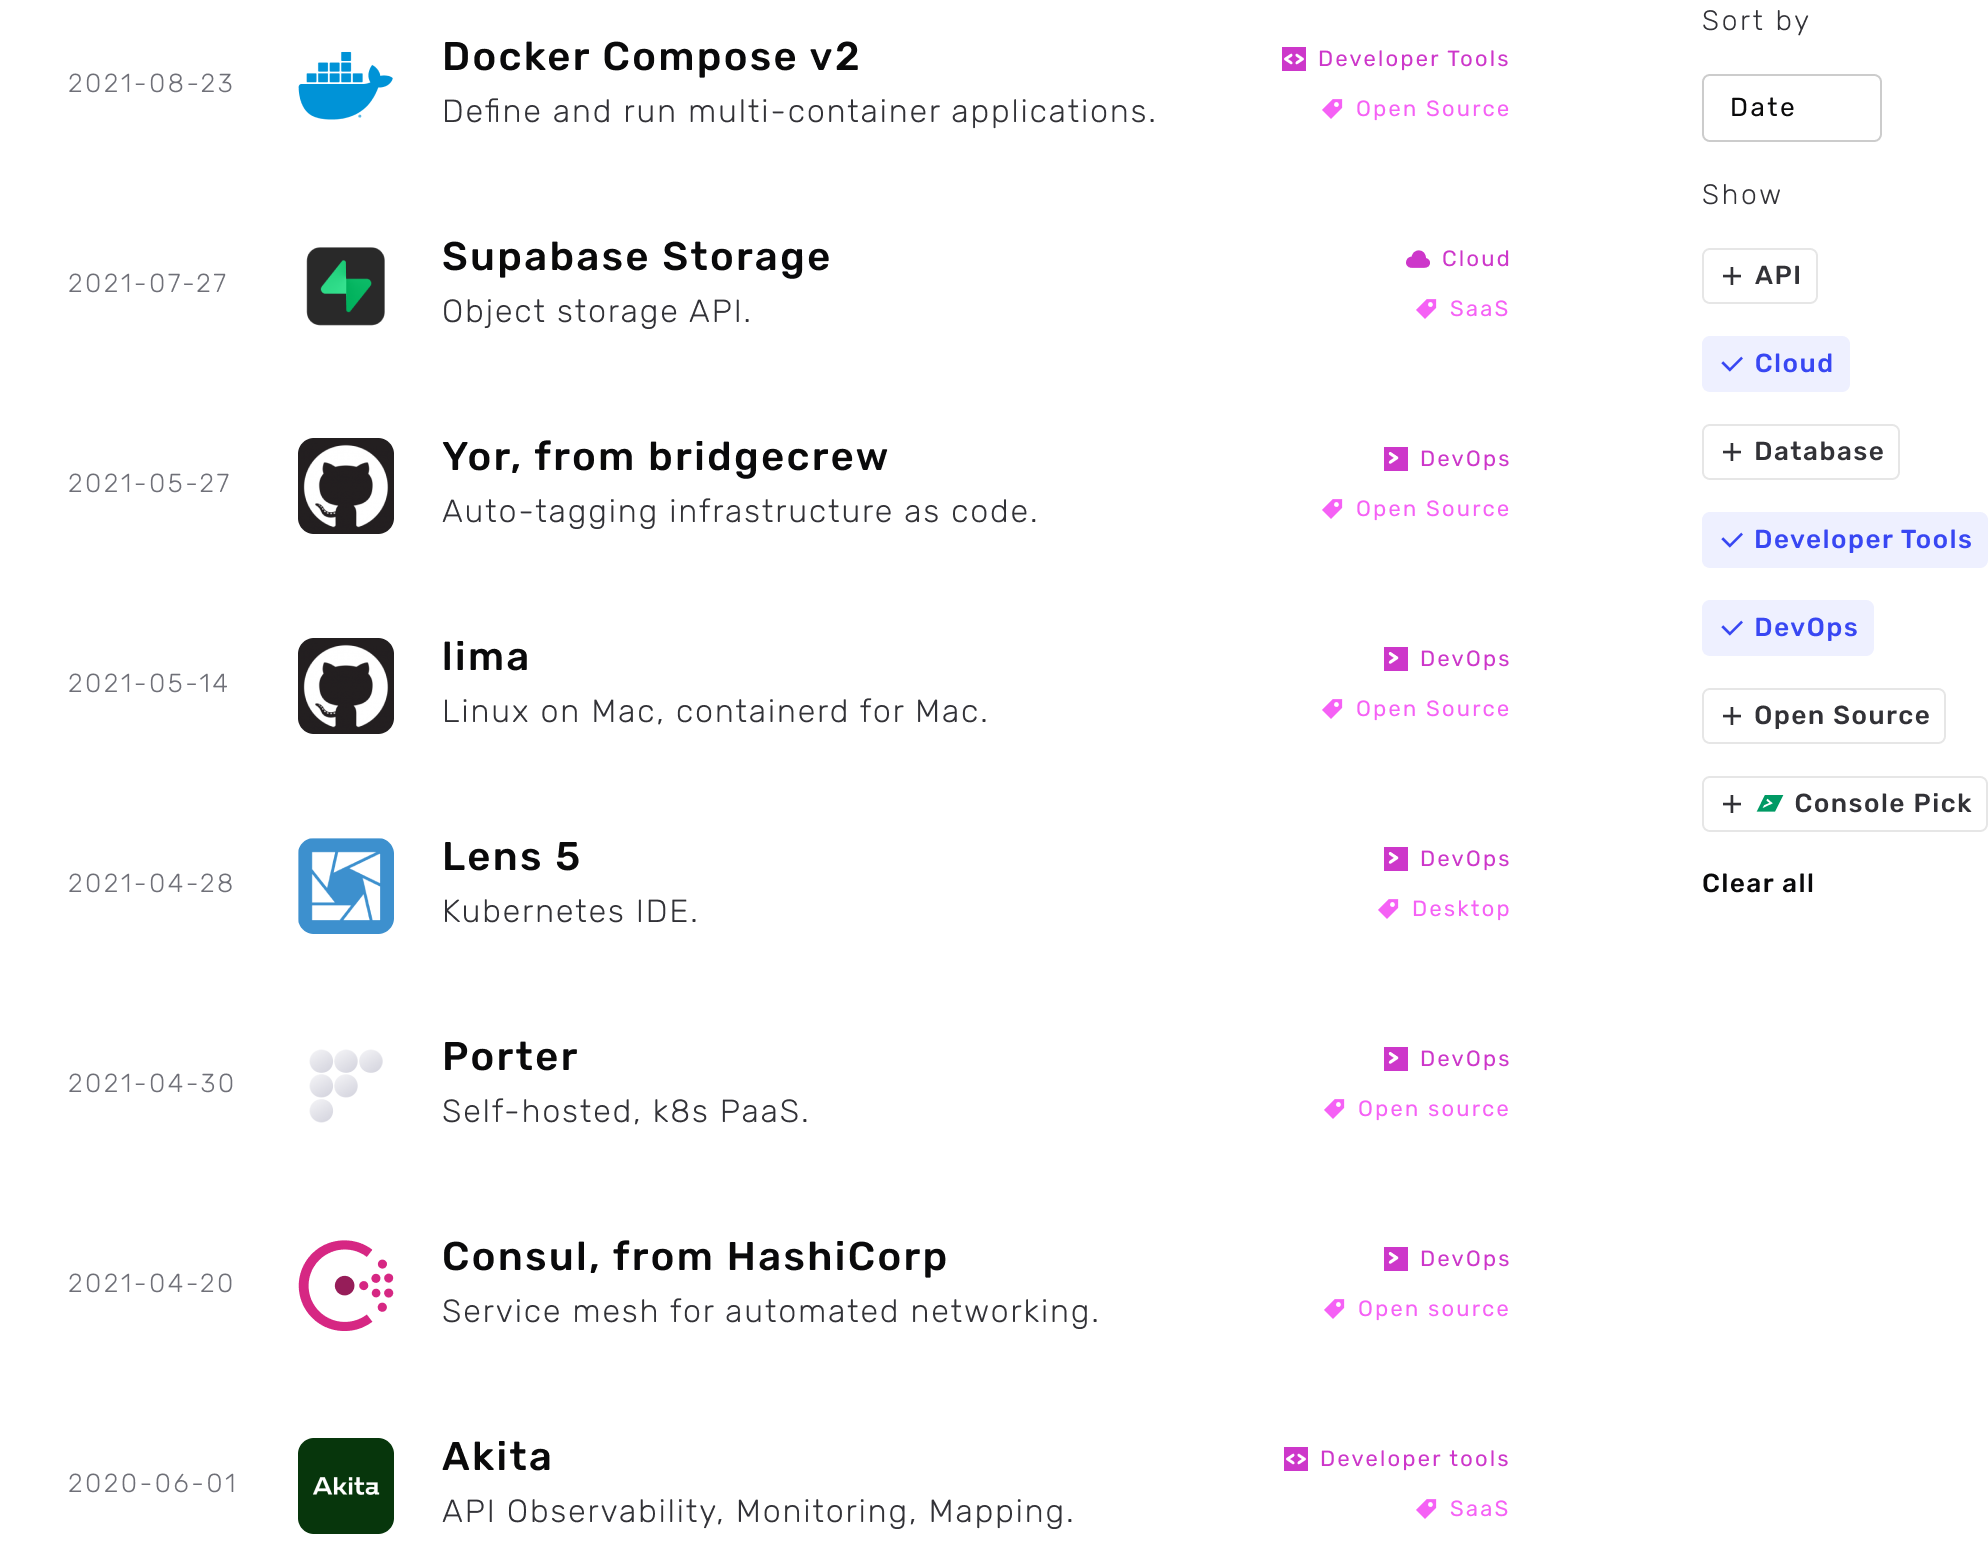 2021-08-23
Docker Compose v2
Define and run multi-container applications.
Developer Tools
Open Source
2021-07-27
Supabase Storage
Object storage API.
Cloud
SaaS
2021-05-27
Yor, from bridgecrew
Auto-tagging infrastructure as code.
DevOps
Open Source
2021-05-14
lima
Linux on Mac, containerd for Mac.
DevOps
Open Source
2021-04-28
Lens 5
Kubernetes IDE.
DevOps
Desktop
2021-04-30
Porter
Self-hosted, k8s PaaS.
DevOps
Open source
2021-04-20
Consul, from HashiCorp
Service mesh for automated networking.
DevOps
Open source
2020-06-01
Akita
Akita
API Observability, Monitoring, Mapping.
Developer tools
SaaS
Sort by
Date
Show
+ API
Cloud
+ Database
Developer Tools
DevOps
+ Open Source
+ Console Pick
Clear all